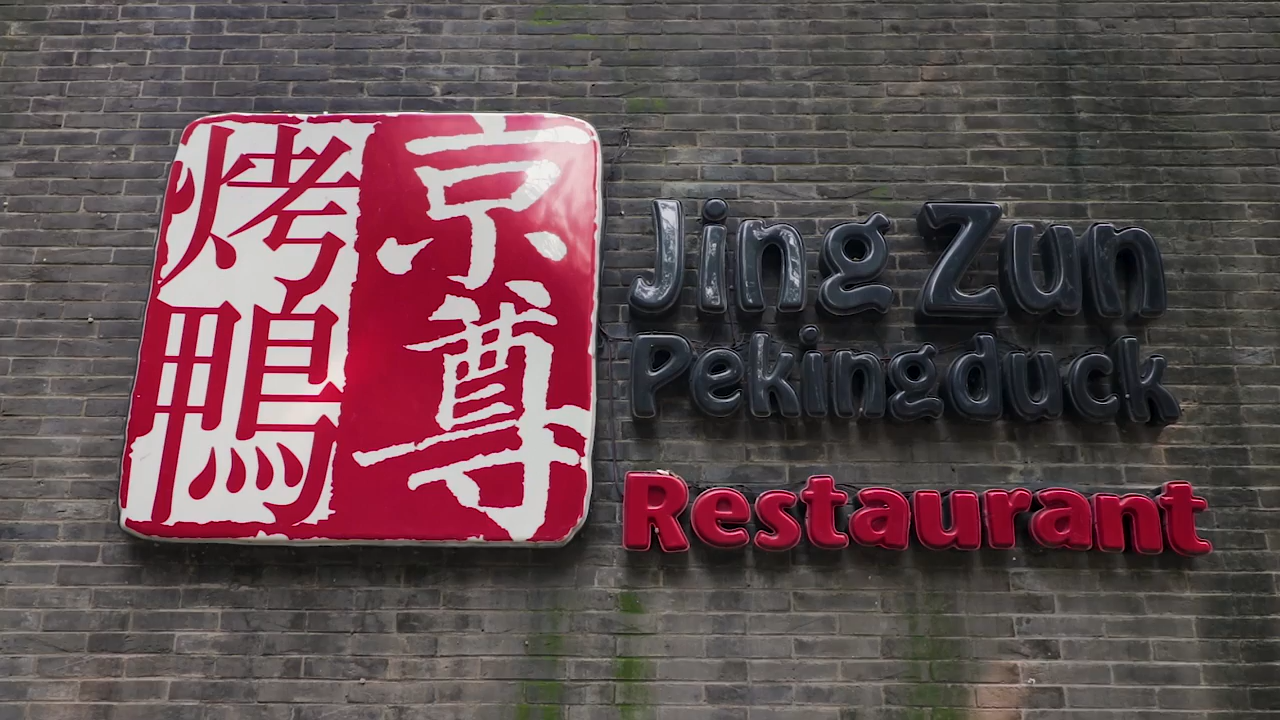 京尊
烤鴨
Jing Zun
Pekingduck
Restaurant